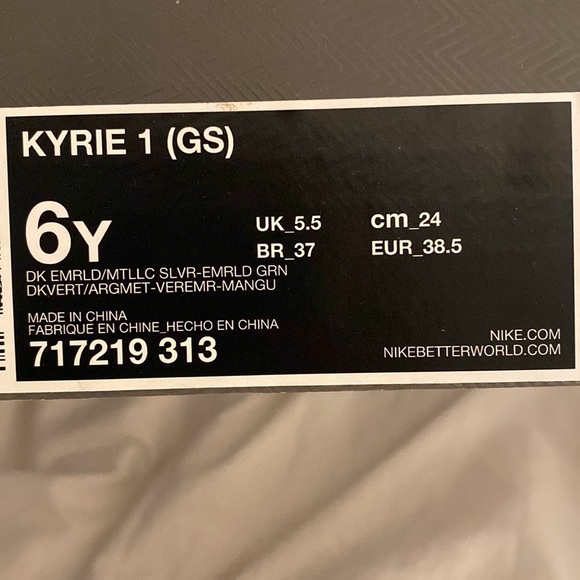 KYRIE 1 (GS)
6Y
UK_5.5 cm_24
BR_37 EUR_38.5
DK EMRLD/MTLLC SLVR-EMRLD GRN
DKVERT/ARGMET-VEREMR-MANGU
MADE IN CHINA
FABRIQUE EN CHINE_HECHO EN CHINA
717219 313
NIKE.COM
NIKEBETTERWORLD.COM